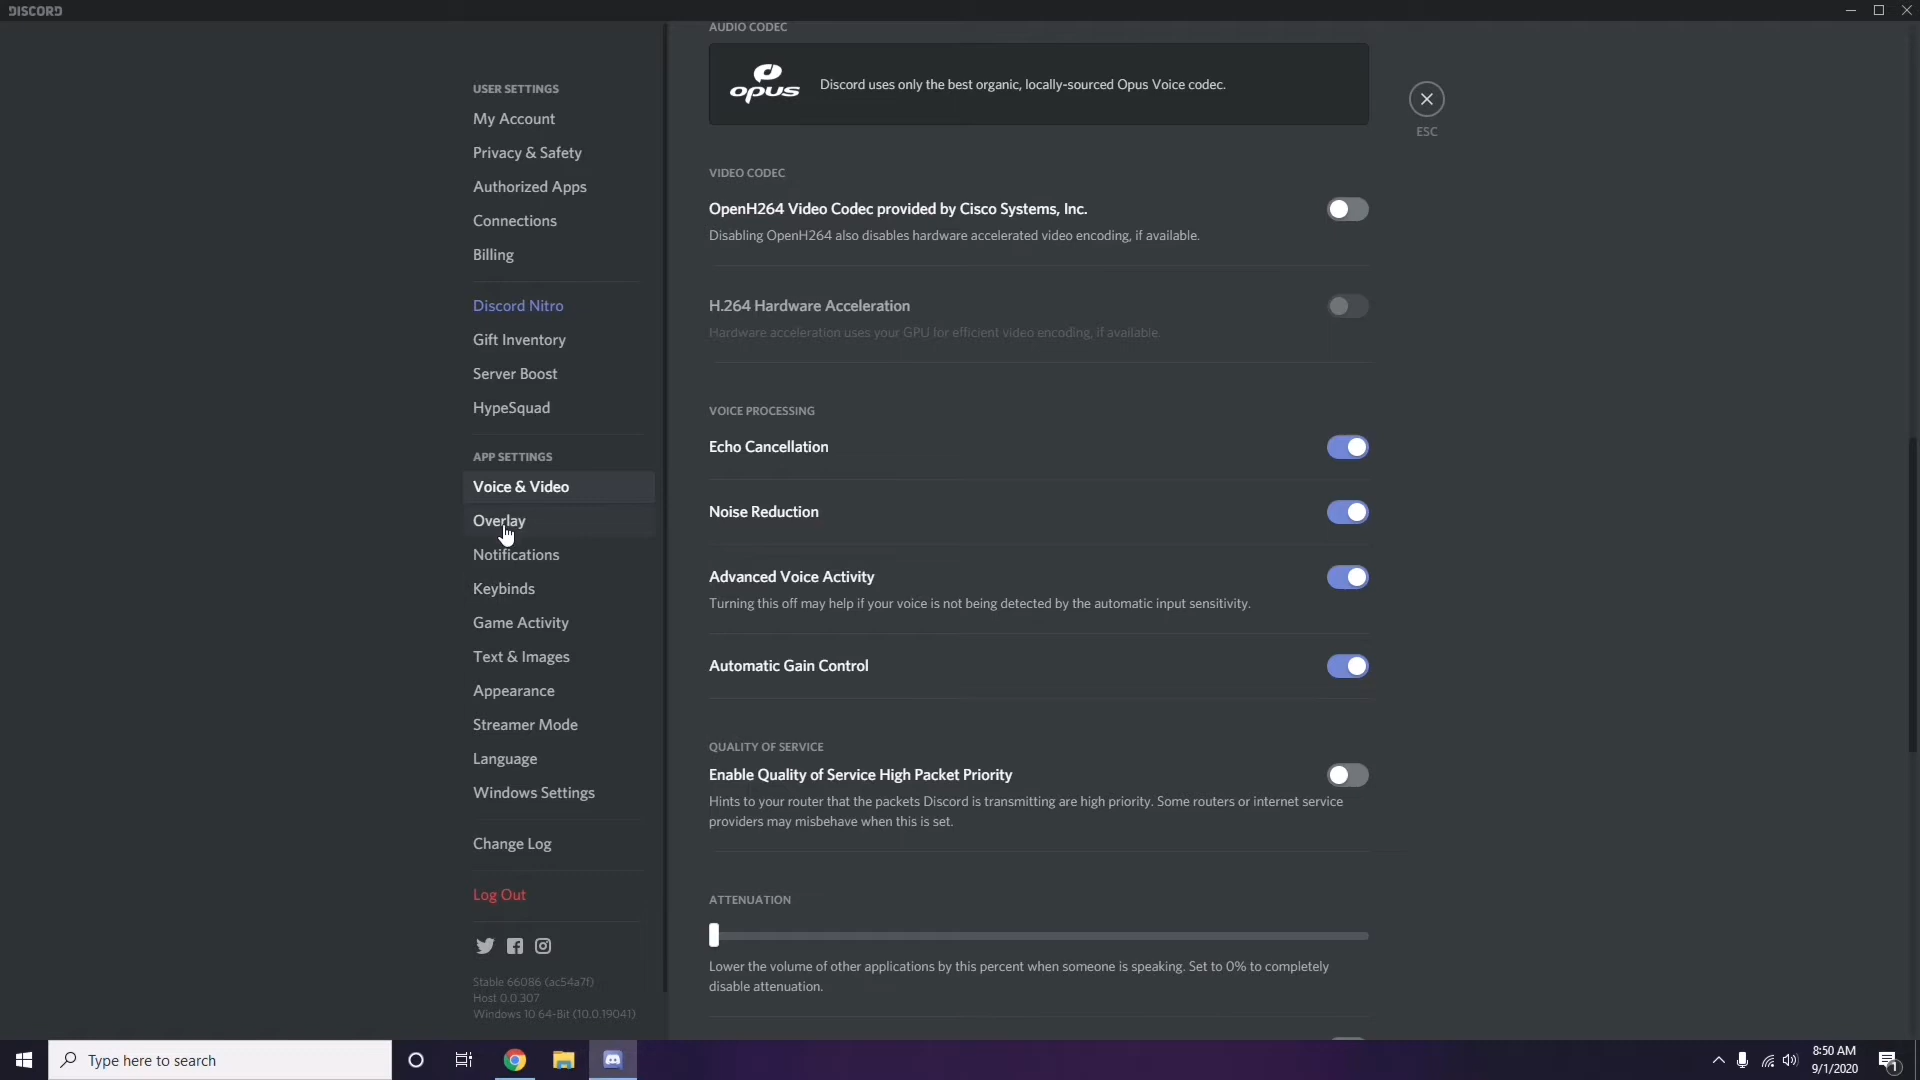 DISCORD
USER SETTINGS
My Account
Privacy & Safety
Authorized Apps
Connections
Billing
Discord Nitro
Gift Inventory
Server Boost
HypeSquad
APP SETTINGS
Voice & Video
Overlay
Notifications
Keybinds
Game Activity
Text & Images
Appearance
Streamer Mode
Language
Windows Settings
Change Log
Log Out
Stable 66086 (ac54a7f)
Host 0.0.307
Windows 10 64-Bit (10.0.19041)
AUDIO CODEC
opus
Discord uses only the best organic, locally-sourced Opus Voice codec.
ESC
VIDEO CODEC
OpenH264 Video Codec provided by Cisco Systems, Inc.
Disabling OpenH264 also disables hardware accelerated video encoding, if available.
H.264 Hardware Acceleration
Hardware acceleration uses your GPU for efficient video encoding, if available.
VOICE PROCESSING
Echo Cancellation
Noise Reduction
Advanced Voice Activity
Turning this off may help if your voice is not being detected by the automatic input sensitivity.
Automatic Gain Control
QUALITY OF SERVICE
Enable Quality of Service High Packet Priority
Hints to your router that the packets Discord is transmitting are high priority. Some routers or internet service
providers may misbehave when this is set.
ATTENUATION
Lower the volume of other applications by this percent when someone is speaking. Set to 0% to completely
disable attenuation.
Type here to search
8:50 AM
9/1/2020
1